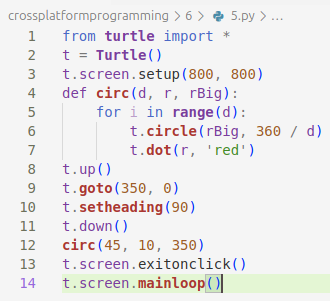 crossplatformprogramming > 6 > 5.py > ...
1 from turtle import *
2 t = Turtle()
3 t.screen.setup(800, 800)
4 def circ(d, r, rBig):
5     for i in range(d):
6         t.circle(rBig, 360 / d)
7         t.dot(r, 'red')
8 t.up()
9 t.goto(350, 0)
10 t.setheading(90)
11 t.down()
12 circ(45, 10, 350)
13 t.screen.exitonclick()
14 t.screen.mainloop()